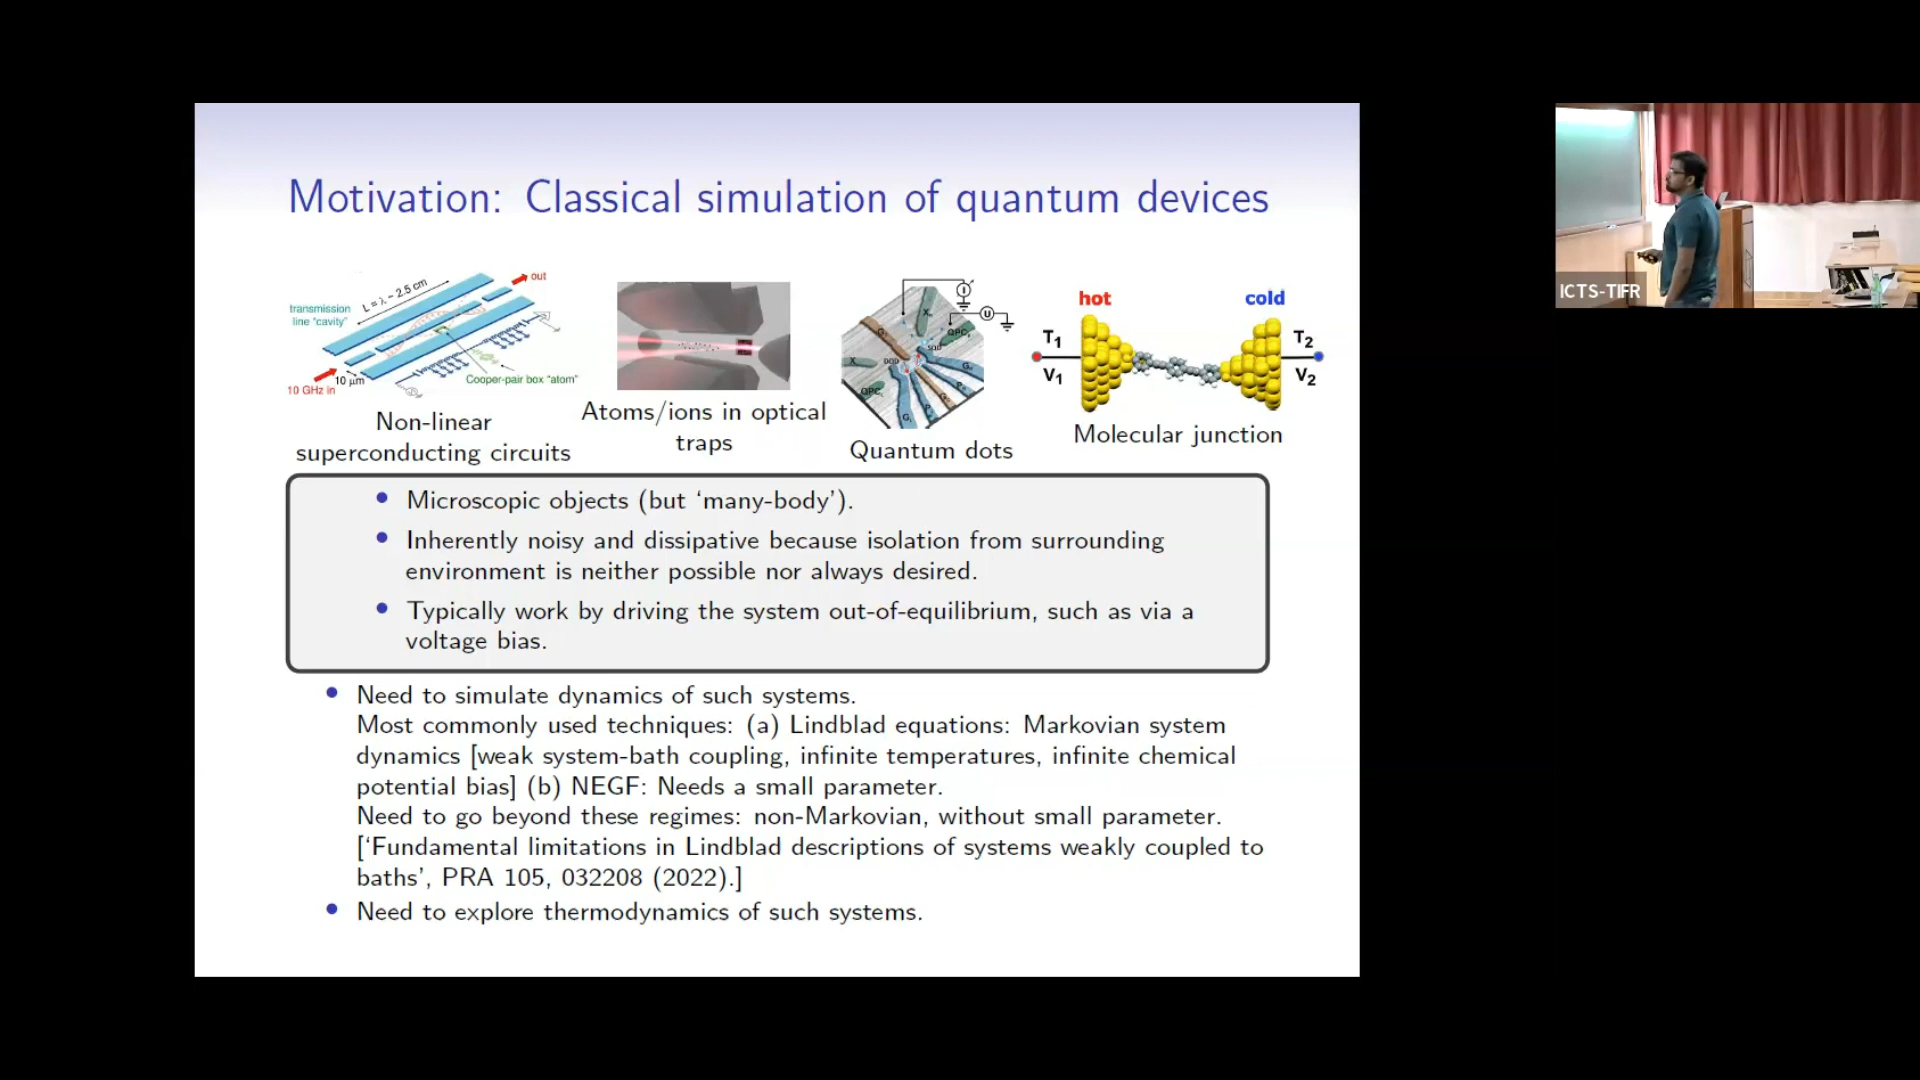 Motivation: Classical simulation of quantum devices
out
L = λ ~ 2.5 cm
transmission
line "cavity"
10 μm
Cooper-pair box "atom"
10 GHz in
Non-linear
superconducting circuits
Atoms/ions in optical
traps
I
U
DQD
Quantum dots
hot
cold
T1
T2
V1
V2
Molecular junction
• Microscopic objects (but ‘many-body’).
• Inherently noisy and dissipative because isolation from surrounding
environment is neither possible nor always desired.
• Typically work by driving the system out-of-equilibrium, such as via a
voltage bias.
• Need to simulate dynamics of such systems.
Most commonly used techniques: (a) Lindblad equations: Markovian system
dynamics [weak system-bath coupling, infinite temperatures, infinite chemical
potential bias] (b) NEGF: Needs a small parameter.
Need to go beyond these regimes: non-Markovian, without small parameter.
[‘Fundamental limitations in Lindblad descriptions of systems weakly coupled to
baths’, PRA 105, 032208 (2022).]
• Need to explore thermodynamics of such systems.
ICTS-TIFR